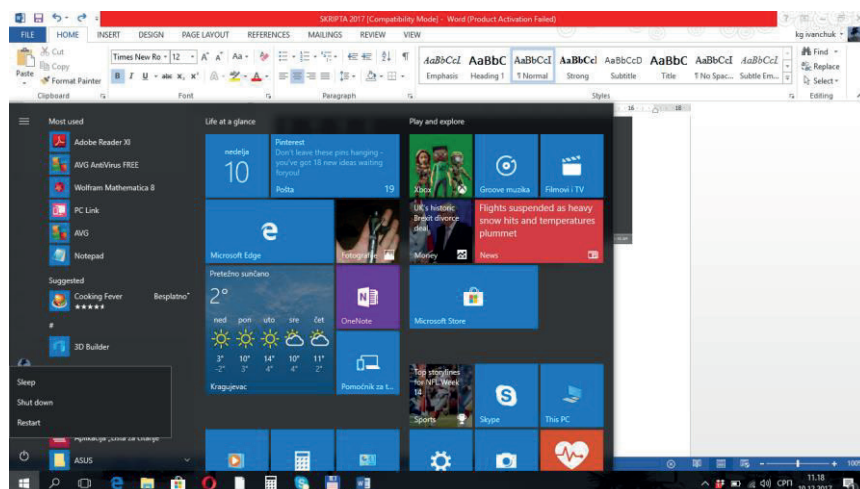 SKRIPTA 2017 [Compatibility Mode] - Word (Product Activation Failed)
FILE HOME INSERT DESIGN PAGE LAYOUT REFERENCES MAILINGS REVIEW VIEW
kg ivanchuk
Cut
Copy
Format Painter
Paste
Clipboard
Times New Ro 12
Font
Paragraph
AaBbCcI AaBbC AaBbCcI AaBbCcl AaBbCcD AaBbC AaBbCcI AaBbCcI
Emphasis Heading 1 ¶ Normal Strong Subtitle Title ¶ No Spac... Subtle Em...
Styles
Find
Replace
Select
Editing
16 18
Most used
Adobe Reader XI
AVG AntiVirus FREE
Wolfram Mathematica 8
PC Link
AVG
Notepad
Suggested
Cooking Fever Besplatno*
#
3D Builder
Sleep
Shut down
Restart
ASUS
Life at a glance
nedelja
10
Pinterest
Don't leave these pins hanging -
you've got 18 new ideas waiting
foryou!
Pošta 19
Microsoft Edge
Fotografije
Pretežno sunčano
2°
ned pon uto sre čet
3° 10° 14° 10° 11°
-2° 3° 4° 4° 2°
Kragujevac
OneNote
Pomoćnik za t...
Play and explore
Xbox
Groove muzika
Filmovi i TV
UK's historic
Brexit divorce
deal
Money
Flights suspended as heavy
snow hits and temperatures
plummet
News
Microsoft Store
Top storylines
for NFL Week
14
Sports
Skype
This PC
100%
СРП
11.18
10.12.2017